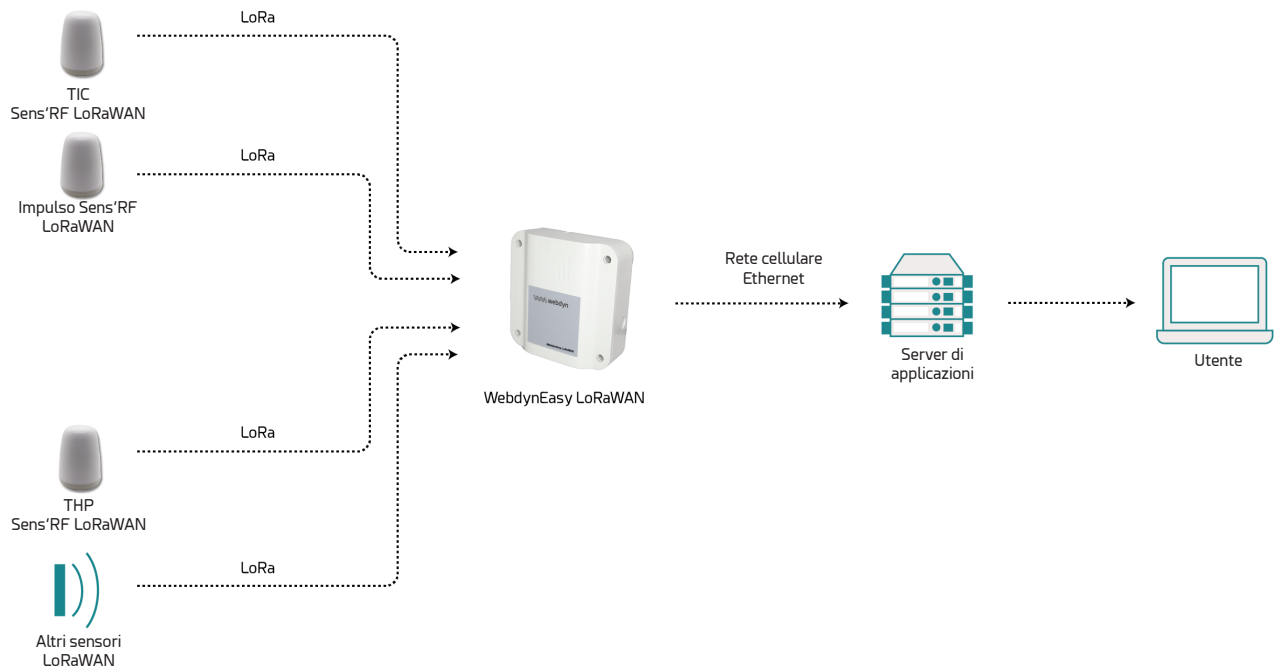 LoRa
TIC
Sens'RF LoRaWAN
LoRa
Impulso Sens'RF
LoRaWAN
webdyn
WebdynEasy LoRaWAN
Rete cellulare
Ethernet
Server di
applicazioni
Utente
LoRa
THP
Sens'RF LoRaWAN
LoRa
Altri sensori
LoRaWAN